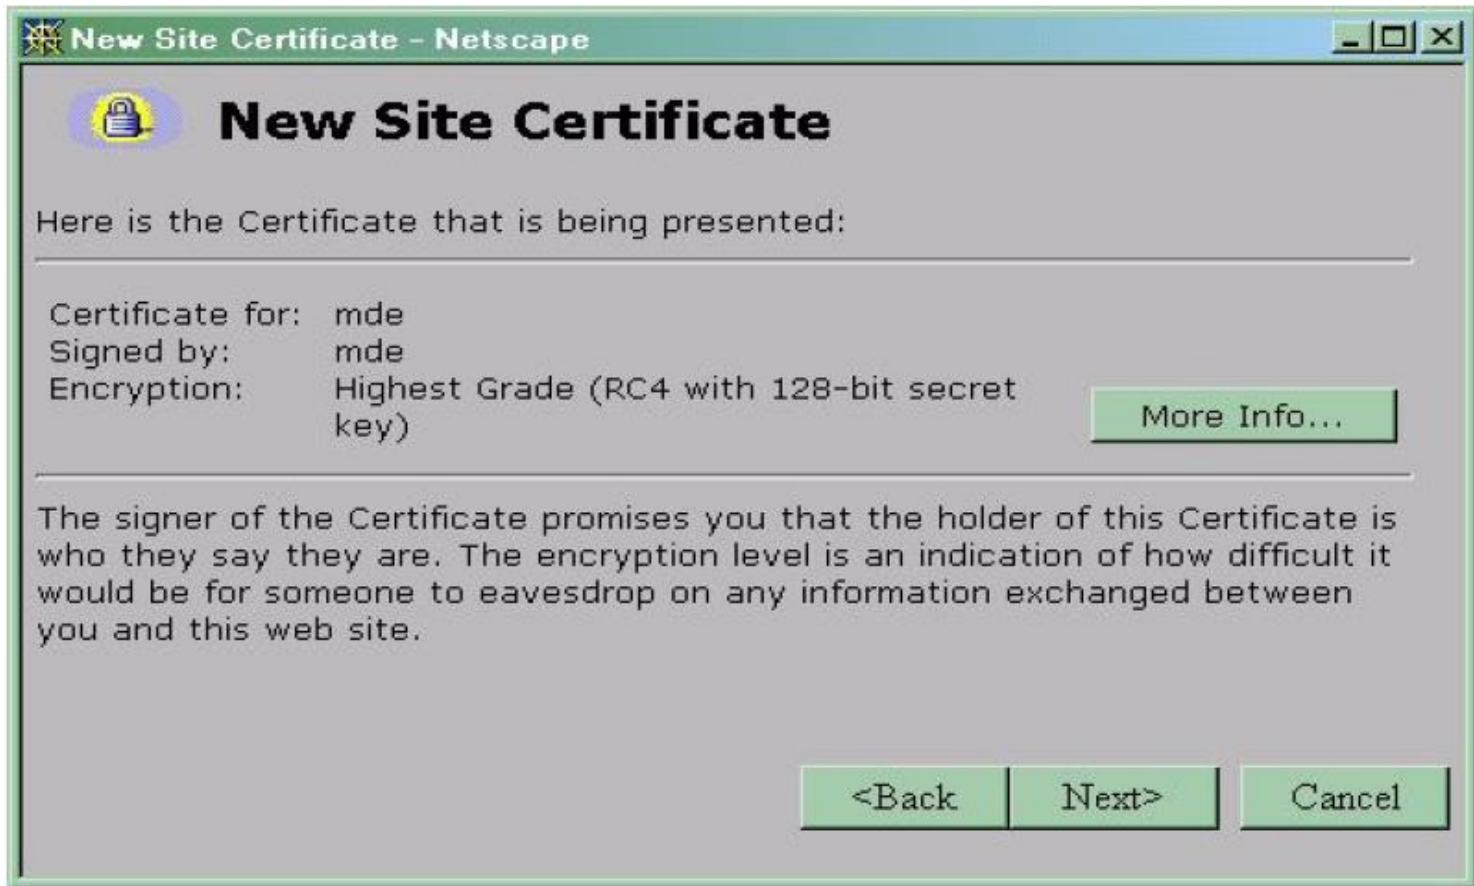 New Site Certificate - Netscape
New Site Certificate
Here is the Certificate that is being presented:
Certificate for: mde
Signed by: mde
Encryption: Highest Grade (RC4 with 128-bit secret
key)
More Info...
The signer of the Certificate promises you that the holder of this Certificate is
who they say they are. The encryption level is an indication of how difficult it
would be for someone to eavesdrop on any information exchanged between
you and this web site.
<Back Next> Cancel